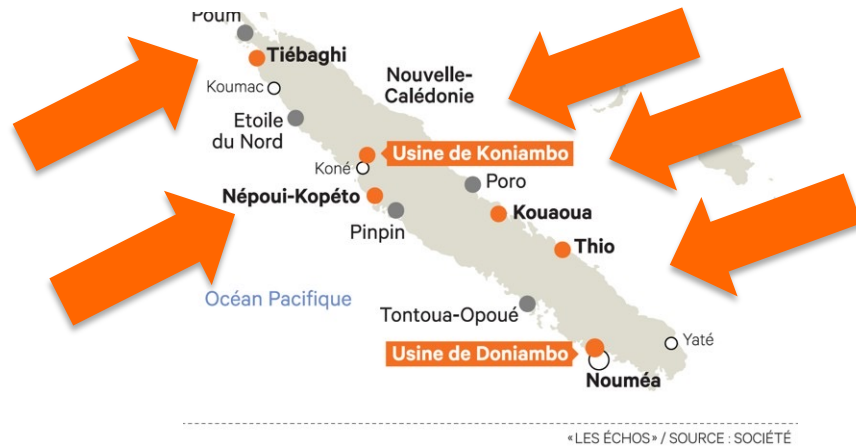 Poum
Tiébaghi
Nouvelle-
Calédonie
Koumac
Etoile
du Nord
Usine de Koniambo
Koné
Poro
Népoui-Kopéto
Kouaoua
Pinpin
Thio
Océan Pacifique
Tontoua-Opoué
Yaté
Usine de Doniambo
Nouméa
«LES ÉCHOS» / SOURCE : SOCIÉTÉ